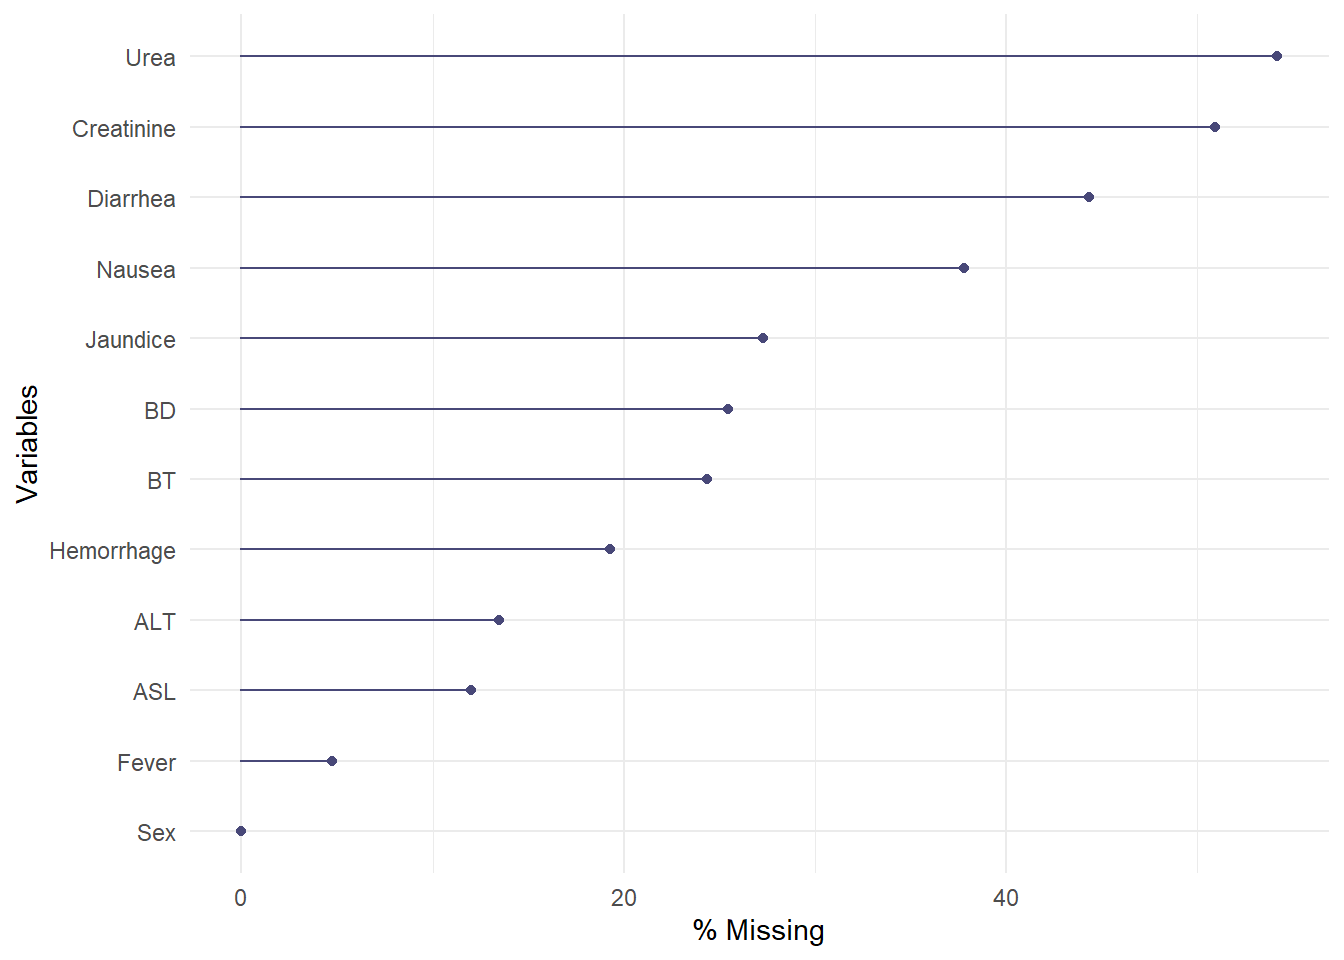 Urea
Creatinine
Diarrhea
Nausea
Jaundice
BD
BT
Hemorrhage
ALT
ASL
Fever
Sex
Variables
0 20 40
% Missing